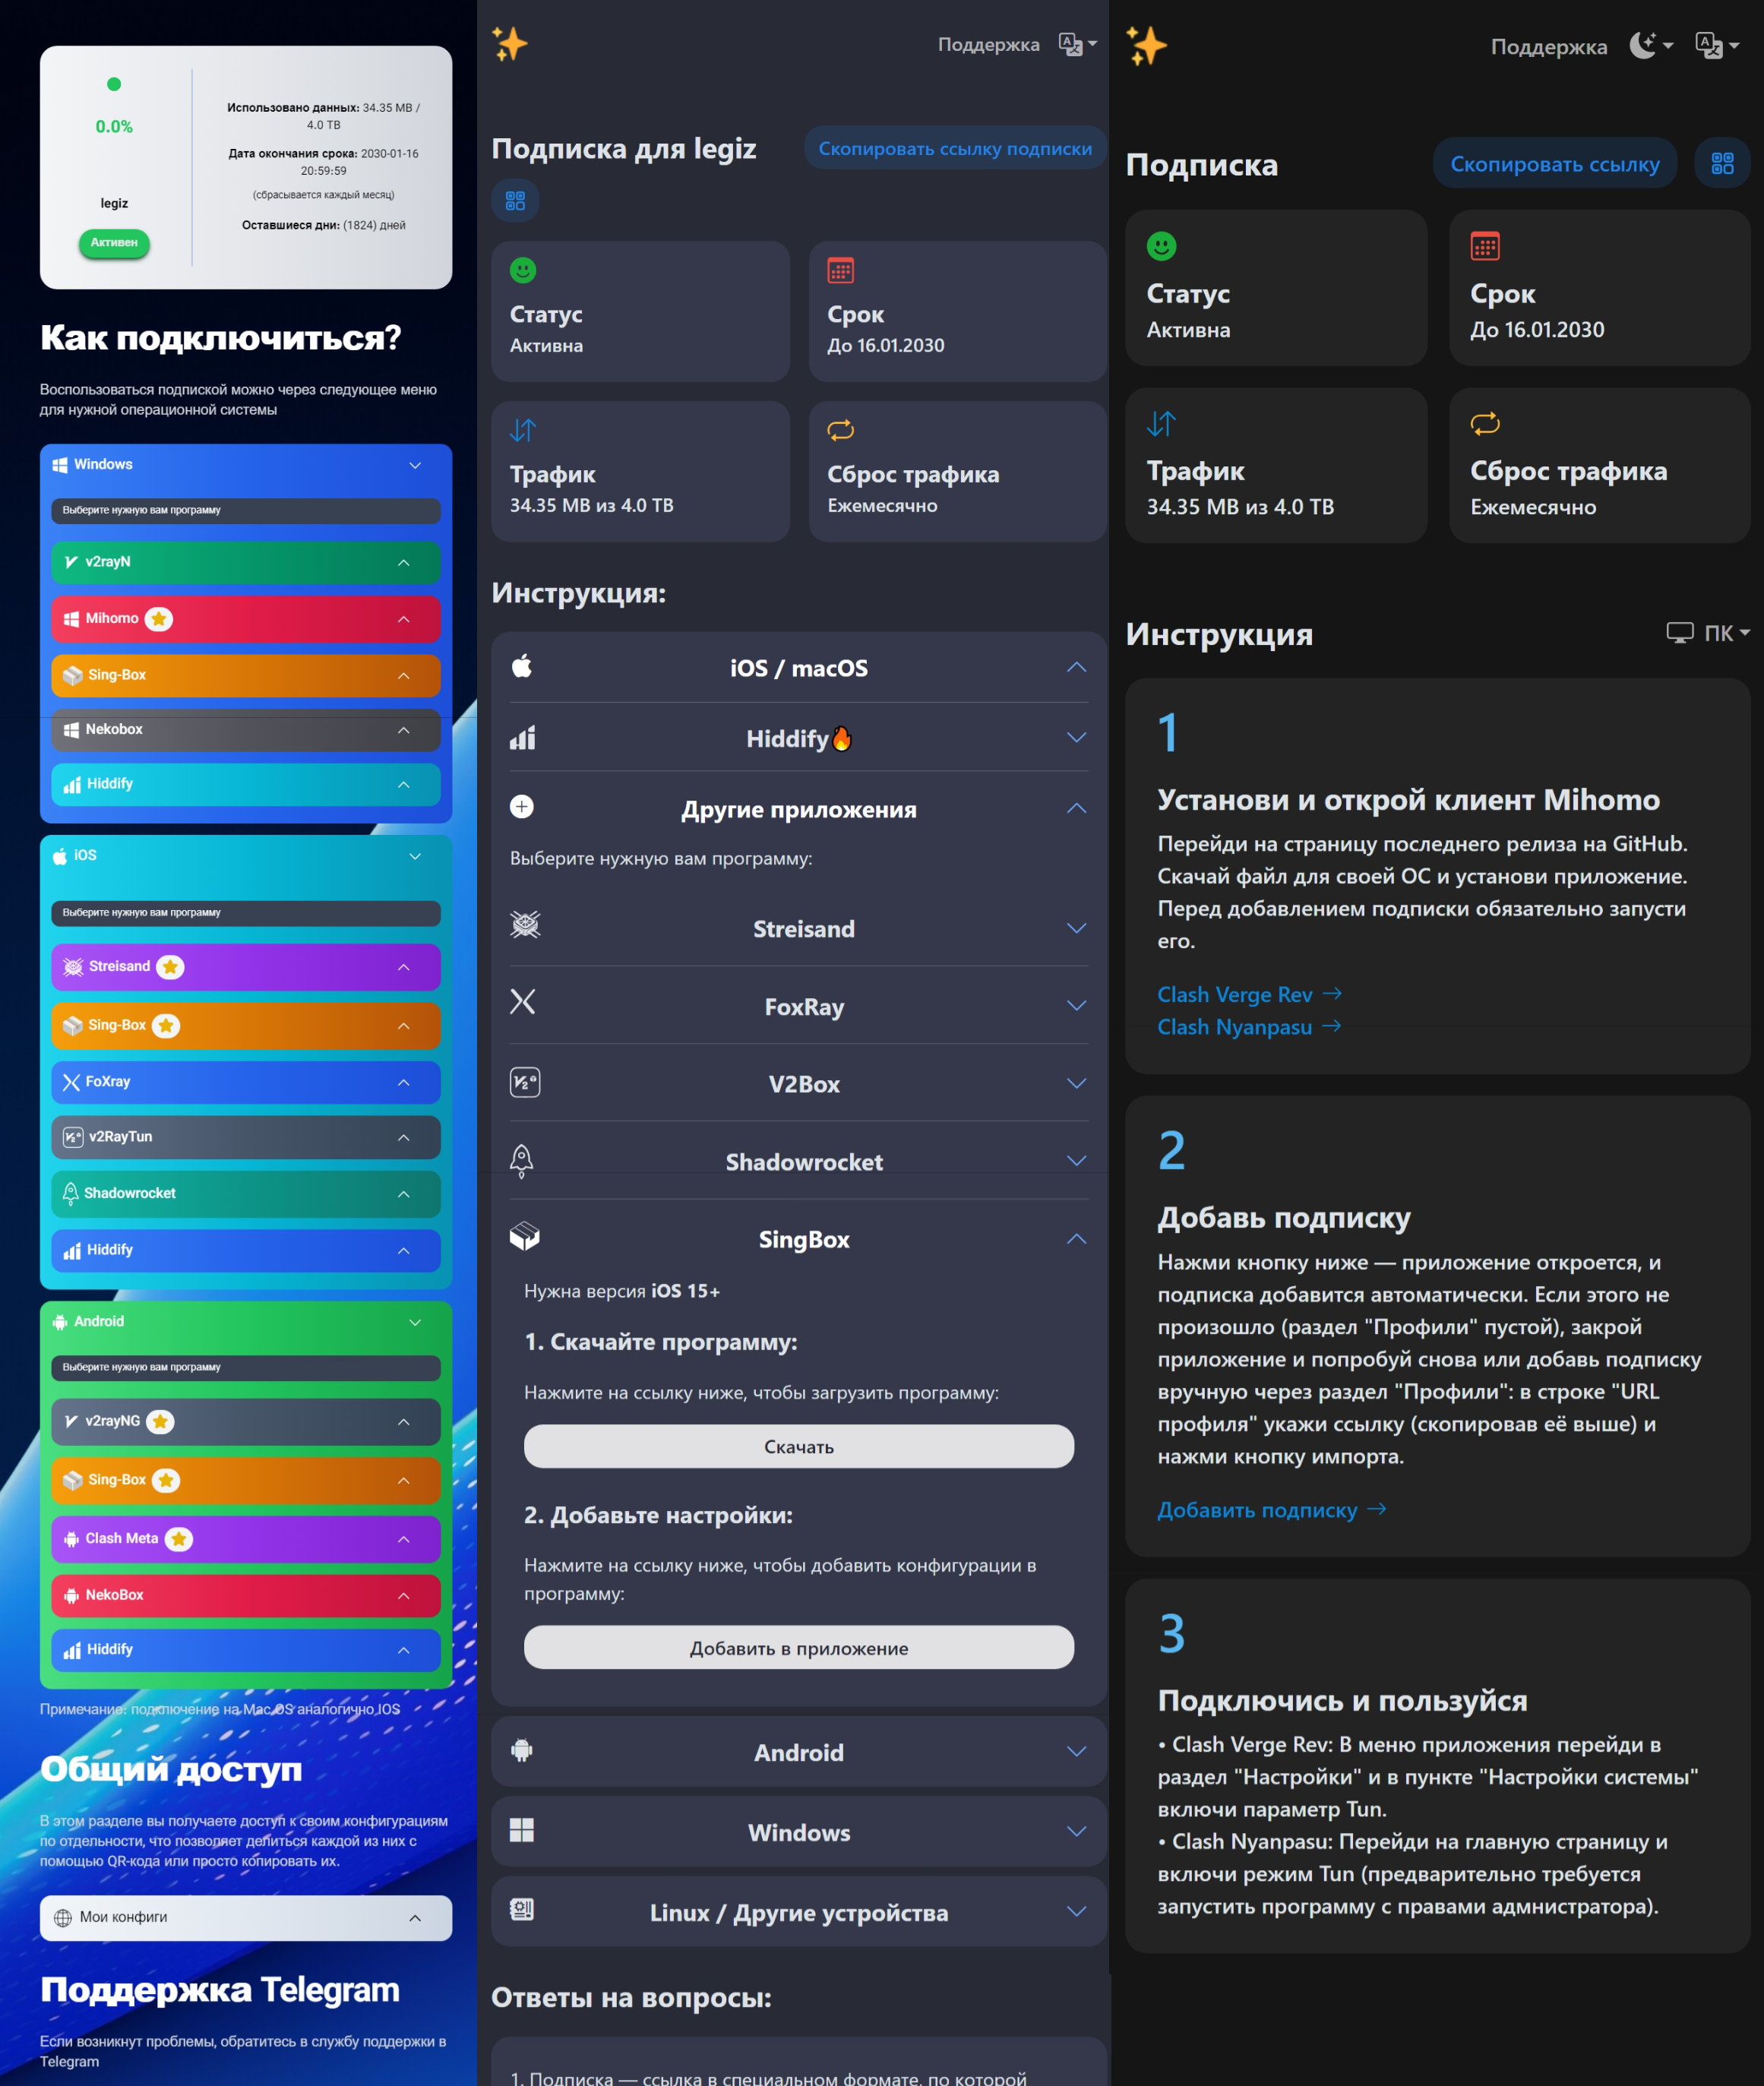 0.0%
legiz
Активен
Использовано данных: 34.35 MB /
4.0 TB
Дата окончания срока: 2030-01-16
20:59:59
(сбрасывается каждый месяц)
Оставшиеся дни: (1824) дней
Как подключиться?
Воспользоваться подпиской можно через следующее меню
для нужной операционной системы
Windows
Выберите нужную вам программу
v2rayN
Mihomo
Sing-Box
Nekobox
Hiddify
iOS
Выберите нужную вам программу
Streisand
Sing-Box
FoXray
v2RayTun
Shadowrocket
Hiddify
Android
Выберите нужную вам программу
v2rayNG
Sing-Box
Clash Meta
NekoBox
Hiddify
Примечание: подключение на Mac OS аналогично IOS
Общий доступ
В этом разделе вы получаете доступ к своим конфигурациям
по отдельности, что позволяет делиться каждой из них с
помощью QR-кода или просто копировать их.
Мои конфиги
Поддержка Telegram
Если возникнут проблемы, обратитесь в службу поддержки в
Telegram
Поддержка
Подписка для legiz
Скопировать ссылку подписки
Статус
Активна
Срок
До 16.01.2030
Трафик
34.35 MB из 4.0 TB
Сброс трафика
Ежемесячно
Инструкция:
iOS / macOS
Hiddify🔥
Другие приложения
Выберите нужную вам программу:
Streisand
FoxRay
V2Box
Shadowrocket
SingBox
Нужна версия iOS 15+
1. Скачайте программу:
Нажмите на ссылку ниже, чтобы загрузить программу:
Скачать
2. Добавьте настройки:
Нажмите на ссылку ниже, чтобы добавить конфигурации в
программу:
Добавить в приложение
Android
Windows
Linux / Другие устройства
Ответы на вопросы:
1. Подписка — ссылка в специальном формате, по которой
Поддержка
Подписка
Скопировать ссылку
Статус
Активна
Срок
До 16.01.2030
Трафик
34.35 MB из 4.0 TB
Сброс трафика
Ежемесячно
Инструкция
ПК
1
Установи и открой клиент Mihomo
Перейди на страницу последнего релиза на GitHub.
Скачай файл для своей ОС и установи приложение.
Перед добавлением подписки обязательно запусти
его.
Clash Verge Rev →
Clash Nyanpasu →
2
Добавь подписку
Нажми кнопку ниже — приложение откроется, и
подписка добавится автоматически. Если этого не
произошло (раздел "Профили" пустой), закрой
приложение и попробуй снова или добавь подписку
вручную через раздел "Профили": в строке "URL
профиля" укажи ссылку (скопировав её выше) и
нажми кнопку импорта.
Добавить подписку →
3
Подключись и пользуйся
• Clash Verge Rev: В меню приложения перейди в
раздел "Настройки" и в пункте "Настройки системы"
включи параметр Tun.
• Clash Nyanpasu: Перейди на главную страницу и
включи режим Tun (предварительно требуется
запустить программу с правами адмнистратора).